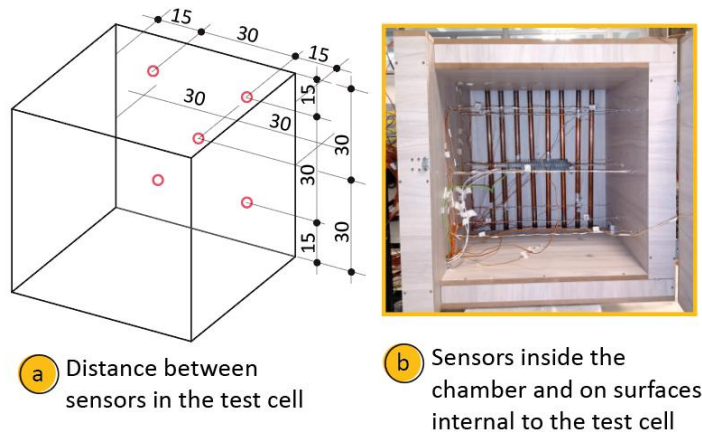 15
30
15
30
30
15
30
30
15
30
a Distance between
sensors in the test cell
b Sensors inside the
chamber and on surfaces
internal to the test cell